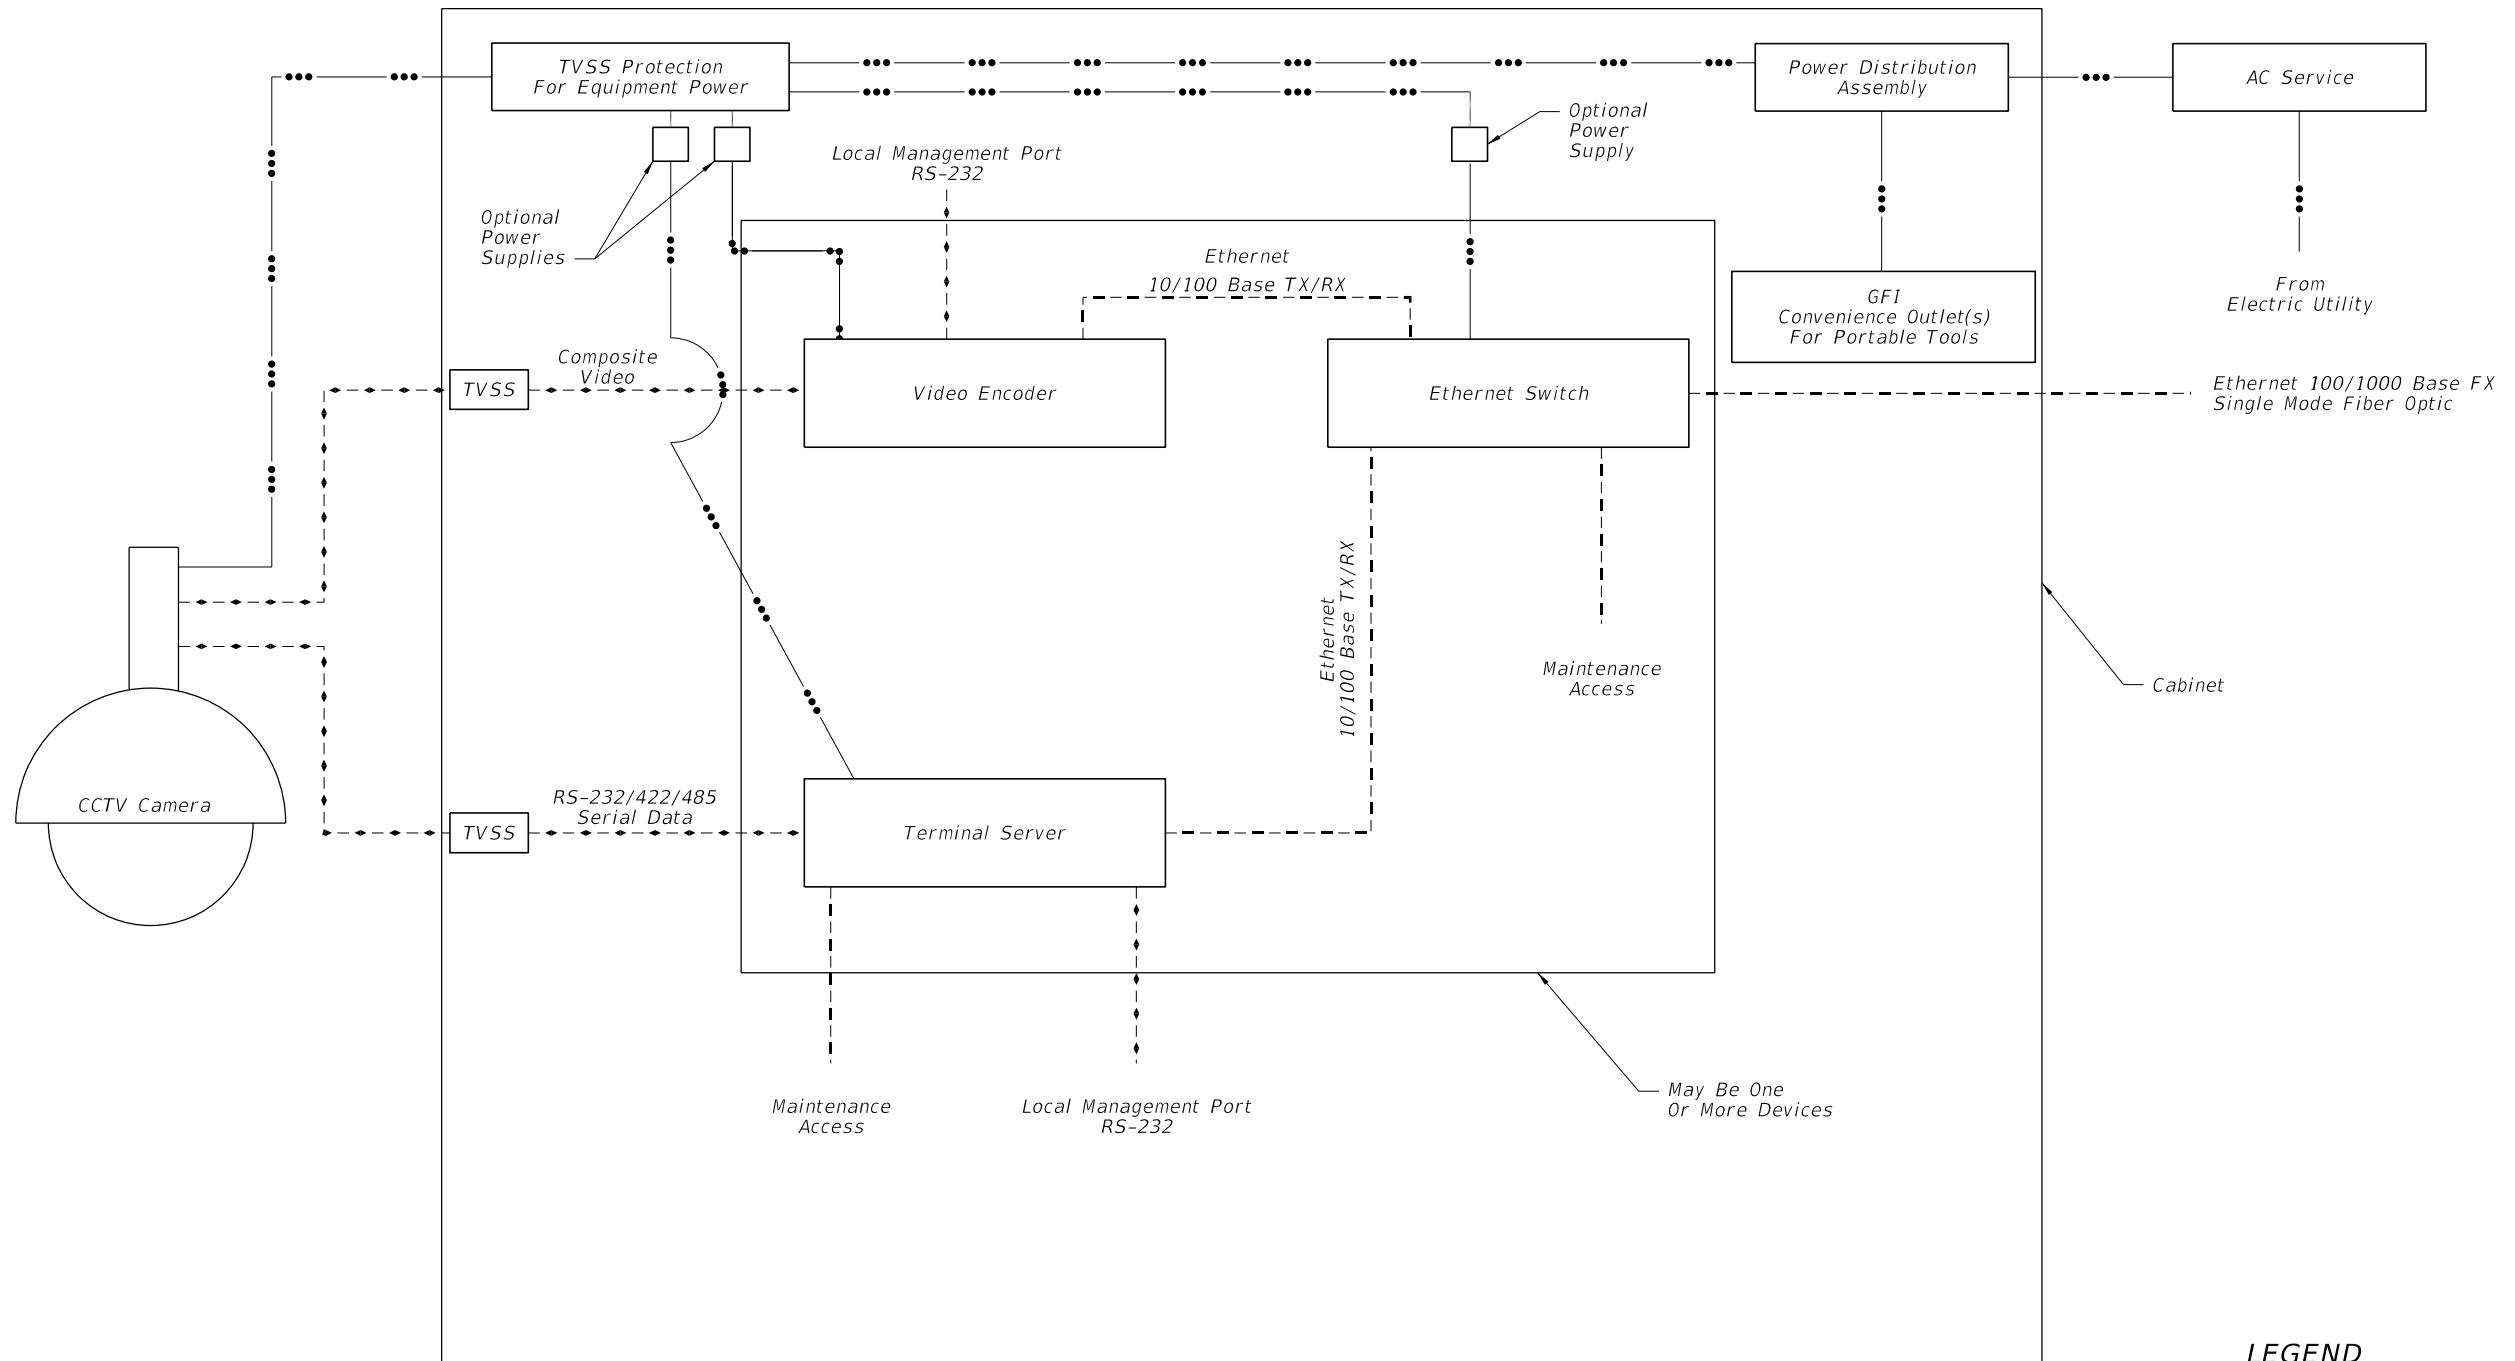 TVSS Protection
For Equipment Power
Power Distribution
Assembly
AC Service
Optional
Power
Supply
Local Management Port
RS-232
Optional
Power
Supplies
Ethernet
10/100 Base TX/RX
GFI
Convenience Outlet(s)
For Portable Tools
From
Electric Utility
Composite
Video
TVSS
Video Encoder
Ethernet Switch
Ethernet 100/1000 Base FX
Single Mode Fiber Optic
Ethernet
10/100 Base TX/RX
Maintenance
Access
Cabinet
CCTV Camera
RS-232/422/485
Serial Data
TVSS
Terminal Server
Maintenance
Access
Local Management Port
RS-232
May Be One
Or More Devices
LEGEND